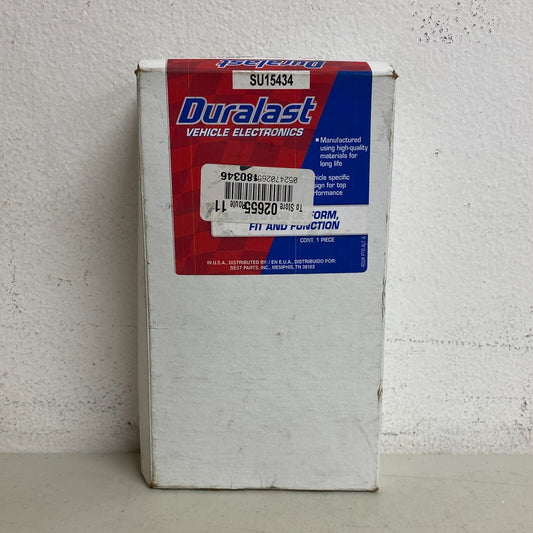 Duralast
SU15434
Duralast
VEHICLE ELECTRONICS
• Manufactured
using high-quality
materials for
long life
hicle specific
sign for top
rformance
To Store 02655
Route 11
180346
FORM,
FIT AND FUNCTION
CONT. 1 PIECE
IN U.S.A., DISTRIBUTED BY: / EN E.U.A., DISTRIBUIDO POR:
BEST PARTS, INC., MEMPHIS, TN 38103